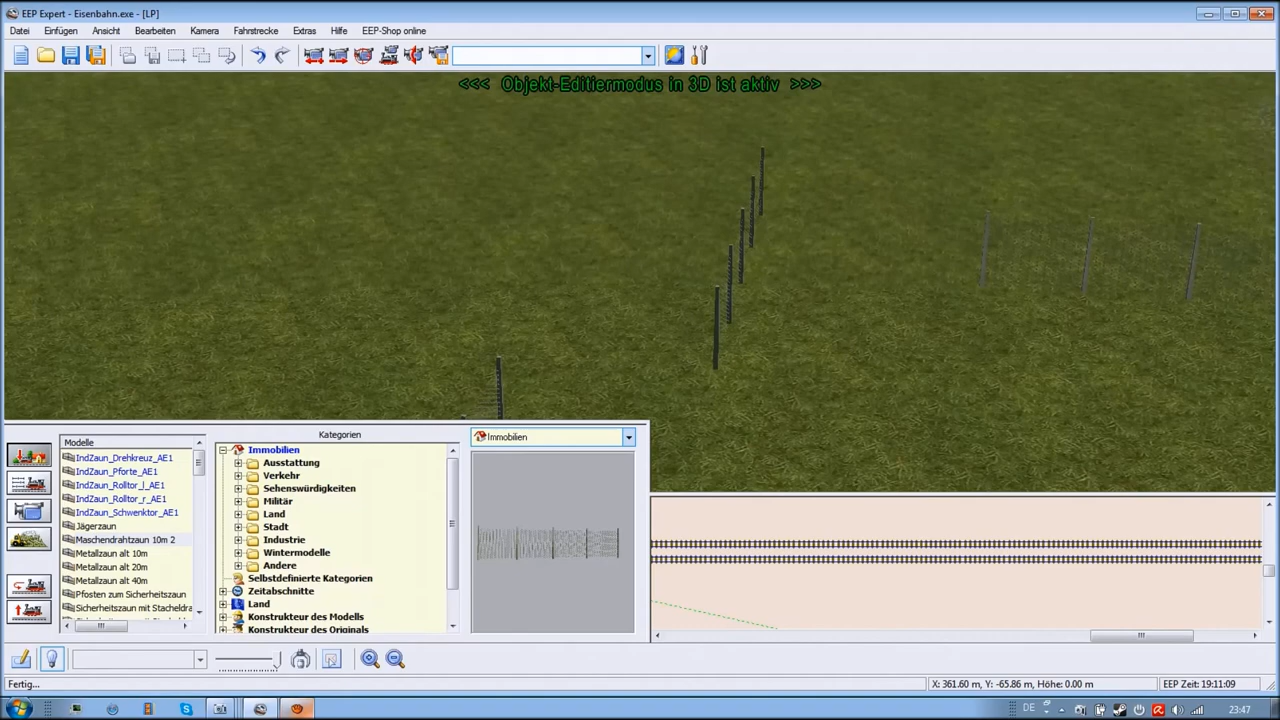 EEP Expert - Eisenbahn.exe - [LP]
Datei Einfügen Ansicht Bearbeiten Kamera Fahrstrecke Extras Hilfe EEP-Shop online
<<< Objekt-Editiermodus in 3D ist aktiv >>>
Modelle
IndZaun_Drehkreuz_AE1
IndZaun_Pforte_AE1
IndZaun_Rolltor_l_AE1
IndZaun_Rolltor_r_AE1
IndZaun_Schwenktor_AE1
Jägerzaun
Maschendrahtzaun 10m 2
Metallzaun alt 10m
Metallzaun alt 20m
Metallzaun alt 40m
Pfosten zum Sicherheitszaun
Sicherheitszaun mit Stacheldra
Kategorien
Immobilien
Ausstattung
Verkehr
Sehenswürdigkeiten
Militär
Land
Stadt
Industrie
Wintermodelle
Andere
Selbstdefinierte Kategorien
Zeitabschnitte
Land
Konstrukteur des Modells
Konstrukteur des Originals
Immobilien
Fertig...
X: 361.60 m, Y: -65.86 m, Höhe: 0.00 m
EEP Zeit: 19:11:09
DE
23:47